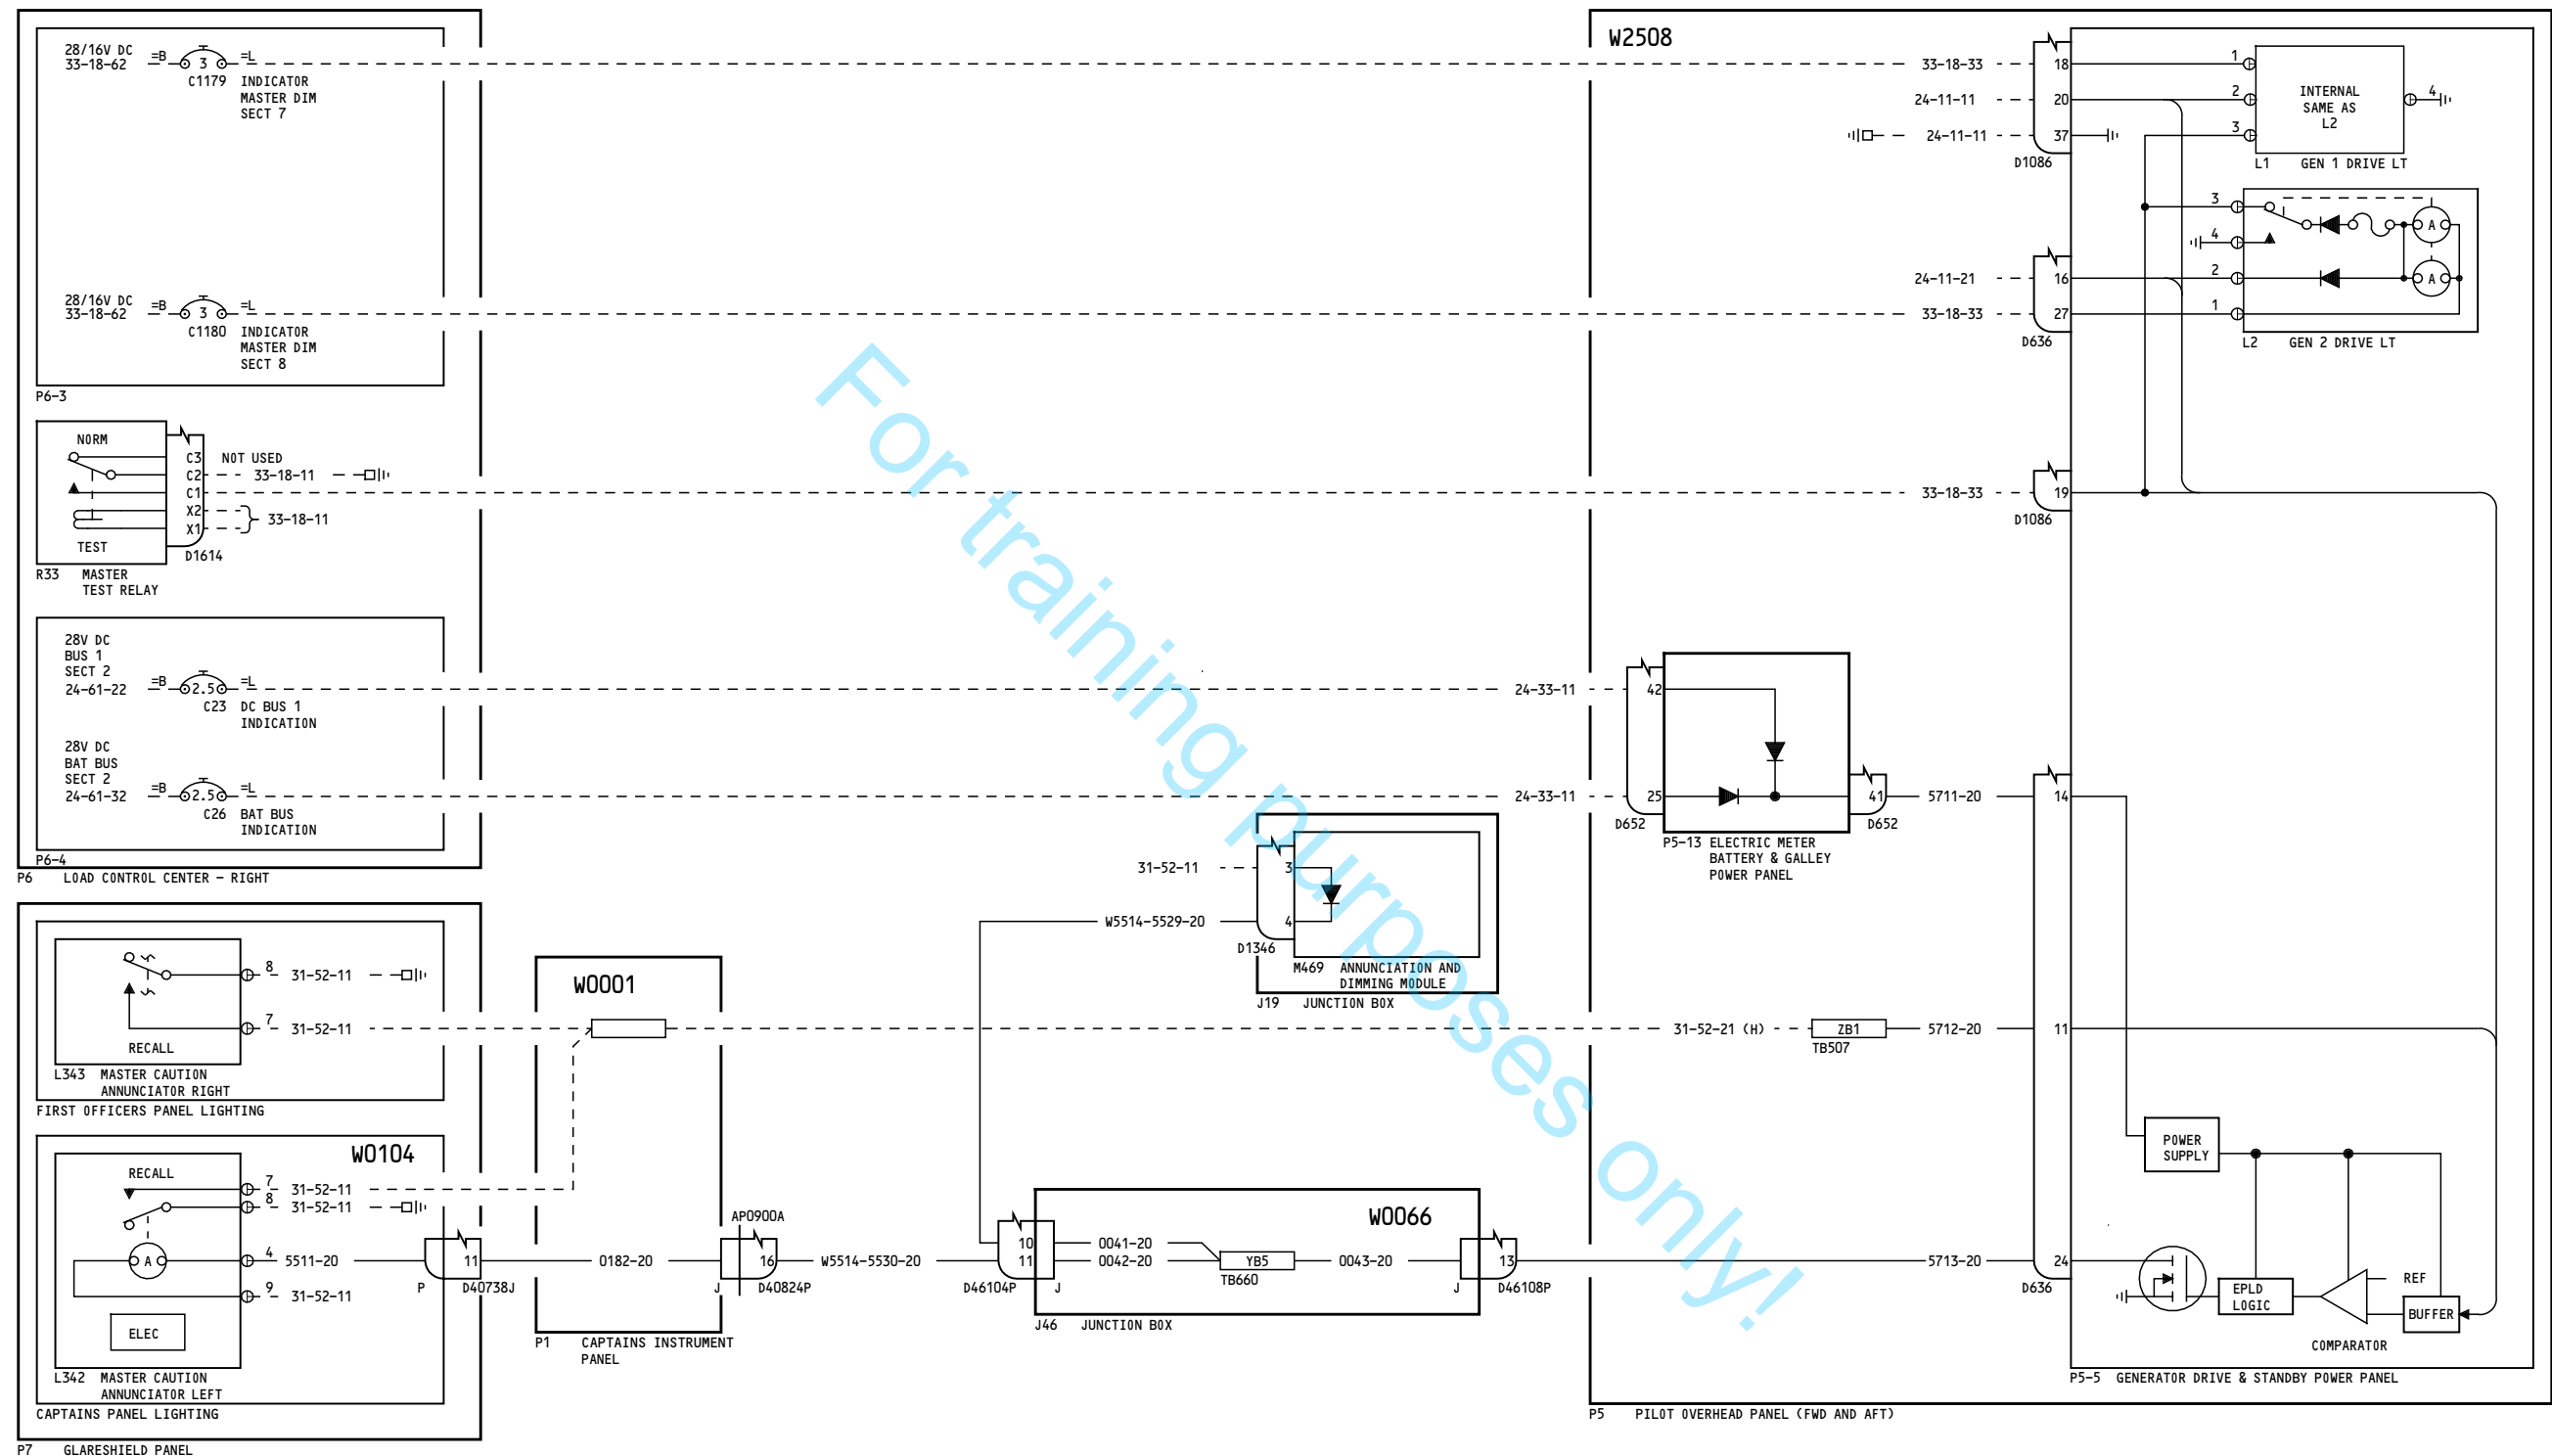 28/16V DC
33-18-62
=B
3
=L
C1179
INDICATOR
MASTER DIM
SECT 7
28/16V DC
33-18-62
=B
3
=L
C1180
INDICATOR
MASTER DIM
SECT 8
P6-3
NORM
C3
NOT USED
C2
33-18-11
C1
X2
33-18-11
X1
TEST
D1614
R33
MASTER
TEST RELAY
28V DC
BUS 1
SECT 2
24-61-22
=B
2.5
=L
C23
DC BUS 1
INDICATION
28V DC
BAT BUS
SECT 2
24-61-32
=B
2.5
=L
C26
BAT BUS
INDICATION
P6-4
P6
LOAD CONTROL CENTER - RIGHT
8
31-52-11
7
31-52-11
RECALL
L343
MASTER CAUTION
ANNUNCIATOR RIGHT
FIRST OFFICERS PANEL LIGHTING
W0104
RECALL
7
31-52-11
8
31-52-11
A
4
5511-20
11
9
31-52-11
P
D40738J
ELEC
L342
MASTER CAUTION
ANNUNCIATOR LEFT
CAPTAINS PANEL LIGHTING
P7
GLARESHIELD PANEL
W0001
0182-20
AP0900A
16
J
D40824P
P1
CAPTAINS INSTRUMENT
PANEL
W5514-5530-20
31-52-11
3
W5514-5529-20
4
D1346
M469
ANNUNCIATION AND
DIMMING MODULE
J19
JUNCTION BOX
W0066
10
0041-20
11
0042-20
YB5
TB660
0043-20
13
D46104P
J
J
D46108P
J46
JUNCTION BOX
W2508
33-18-33
18
24-11-11
20
24-11-11
37
D1086
1
2
3
4
INTERNAL
SAME AS
L2
L1
GEN 1 DRIVE LT
3
4
2
1
A
A
L2
GEN 2 DRIVE LT
24-11-21
16
33-18-33
27
D636
33-18-33
19
D1086
24-33-11
42
24-33-11
25
41
5711-20
14
D652
D652
P5-13
ELECTRIC METER
BATTERY & GALLEY
POWER PANEL
31-52-21 (H)
ZB1
TB507
5712-20
11
POWER
SUPPLY
5713-20
24
D636
EPLD
LOGIC
REF
BUFFER
COMPARATOR
P5-5
GENERATOR DRIVE & STANDBY POWER PANEL
P5
PILOT OVERHEAD PANEL (FWD AND AFT)
For training purposes only!